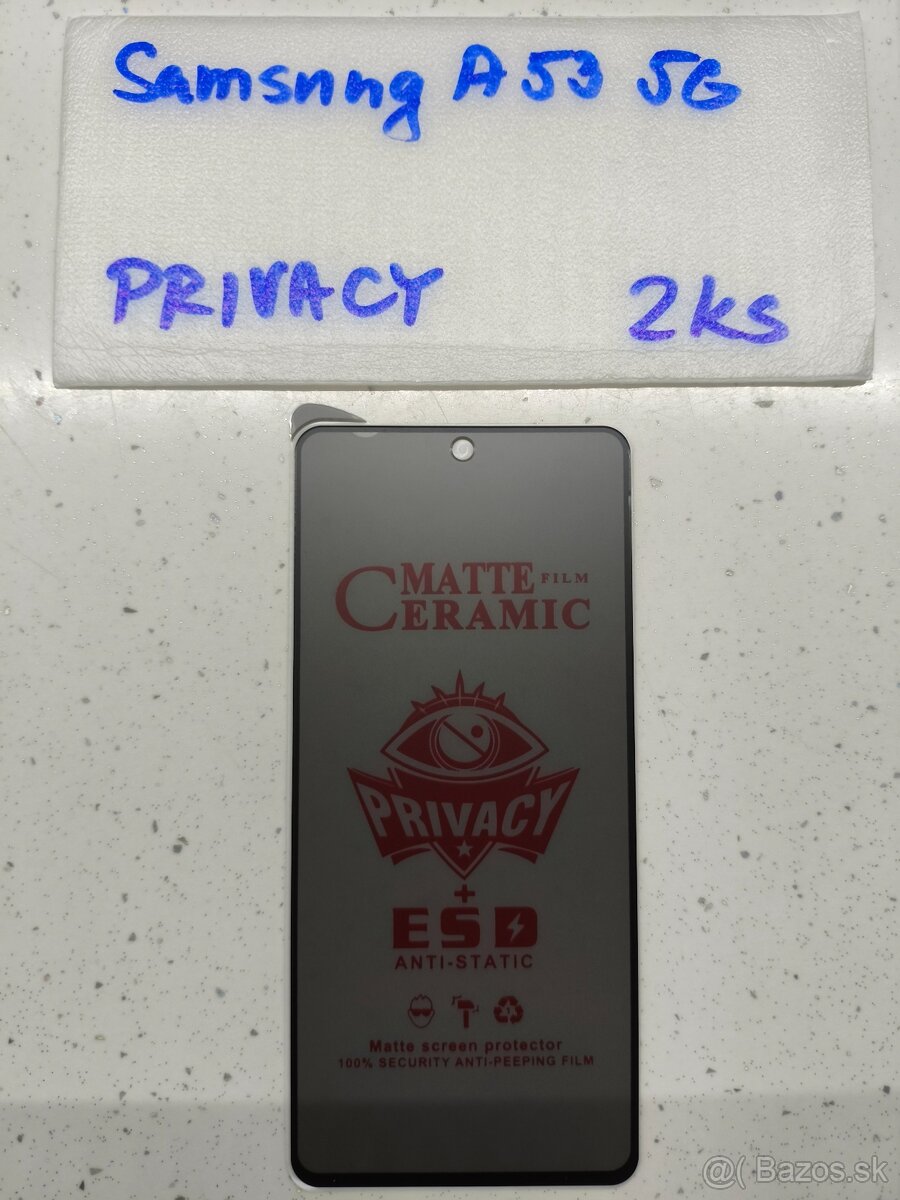 Samsnng A53 5G
PRIVACY 2ks
MATTE FILM
CERAMIC
PRIVACY
+
ESD
ANTI-STATIC
Matte screen protector
100% SECURITY ANTI-PEEPING FILM
@( Bazos.sk